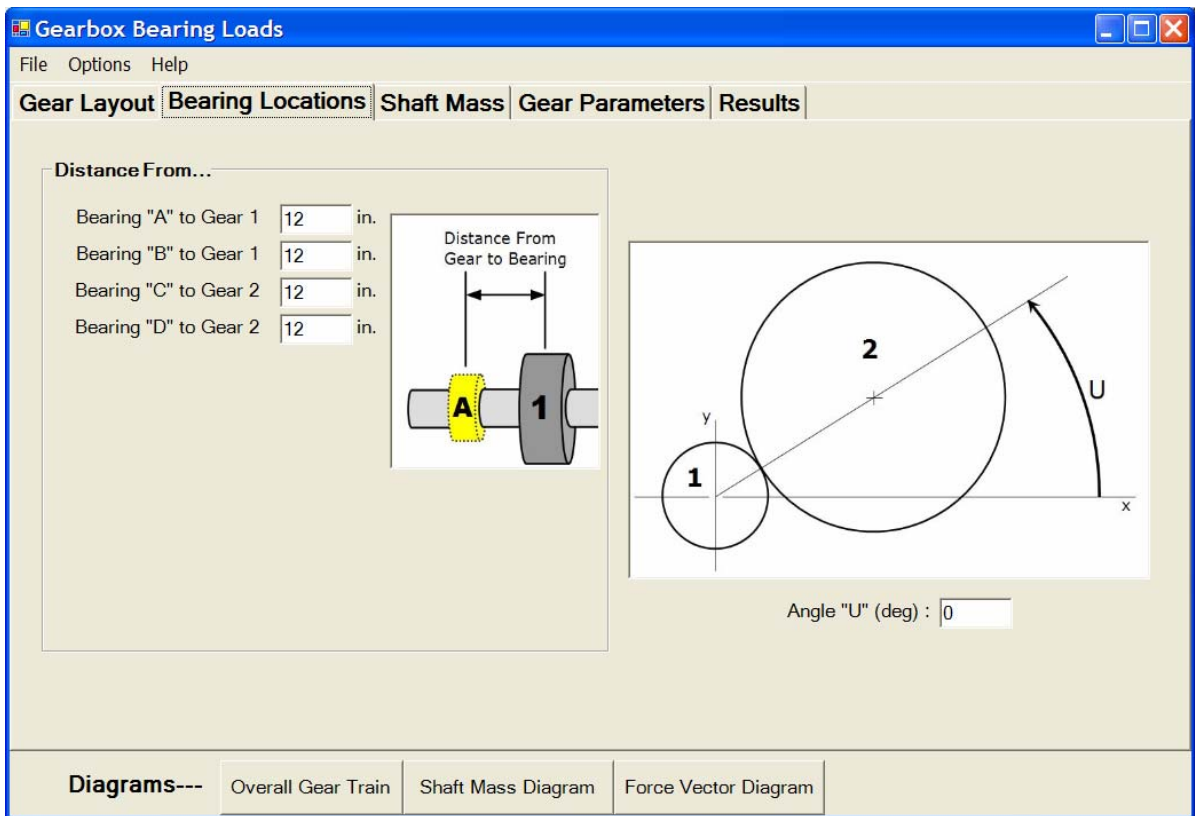 Gearbox Bearing Loads
File Options Help
Gear Layout Bearing Locations Shaft Mass Gear Parameters Results
Distance From...
Bearing "A" to Gear 1 12 in.
Bearing "B" to Gear 1 12 in.
Bearing "C" to Gear 2 12 in.
Bearing "D" to Gear 2 12 in.
Distance From
Gear to Bearing
A 1
2
U
y
1
x
Angle "U" (deg) : 0
Diagrams--- Overall Gear Train Shaft Mass Diagram Force Vector Diagram